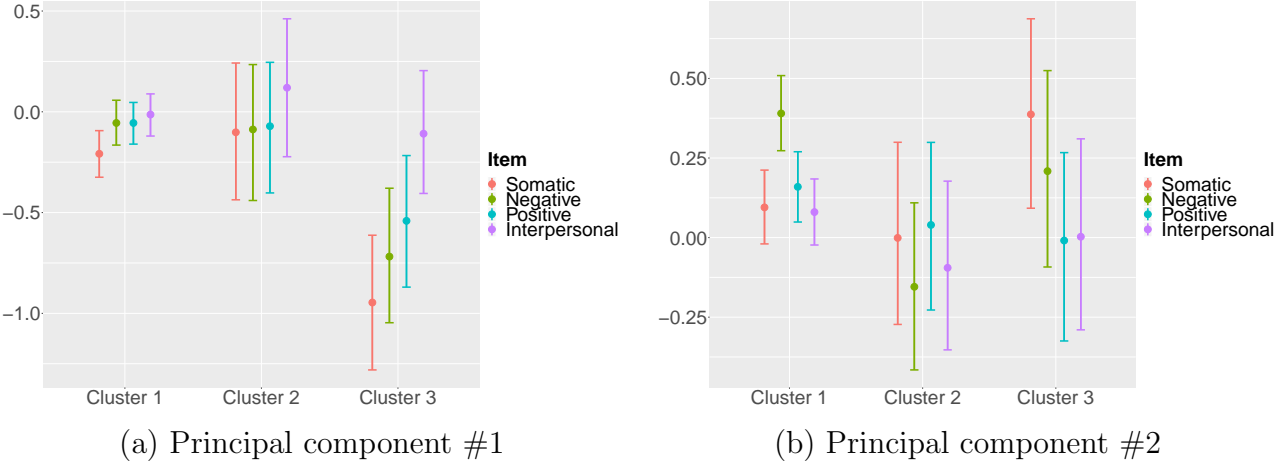 0.5
0.0
−0.5
−1.0
Cluster 1 Cluster 2 Cluster 3
Item
Somatic
Negative
Positive
Interpersonal
(a) Principal component #1
0.50
0.25
0.00
−0.25
Cluster 1 Cluster 2 Cluster 3
Item
Somatic
Negative
Positive
Interpersonal
(b) Principal component #2